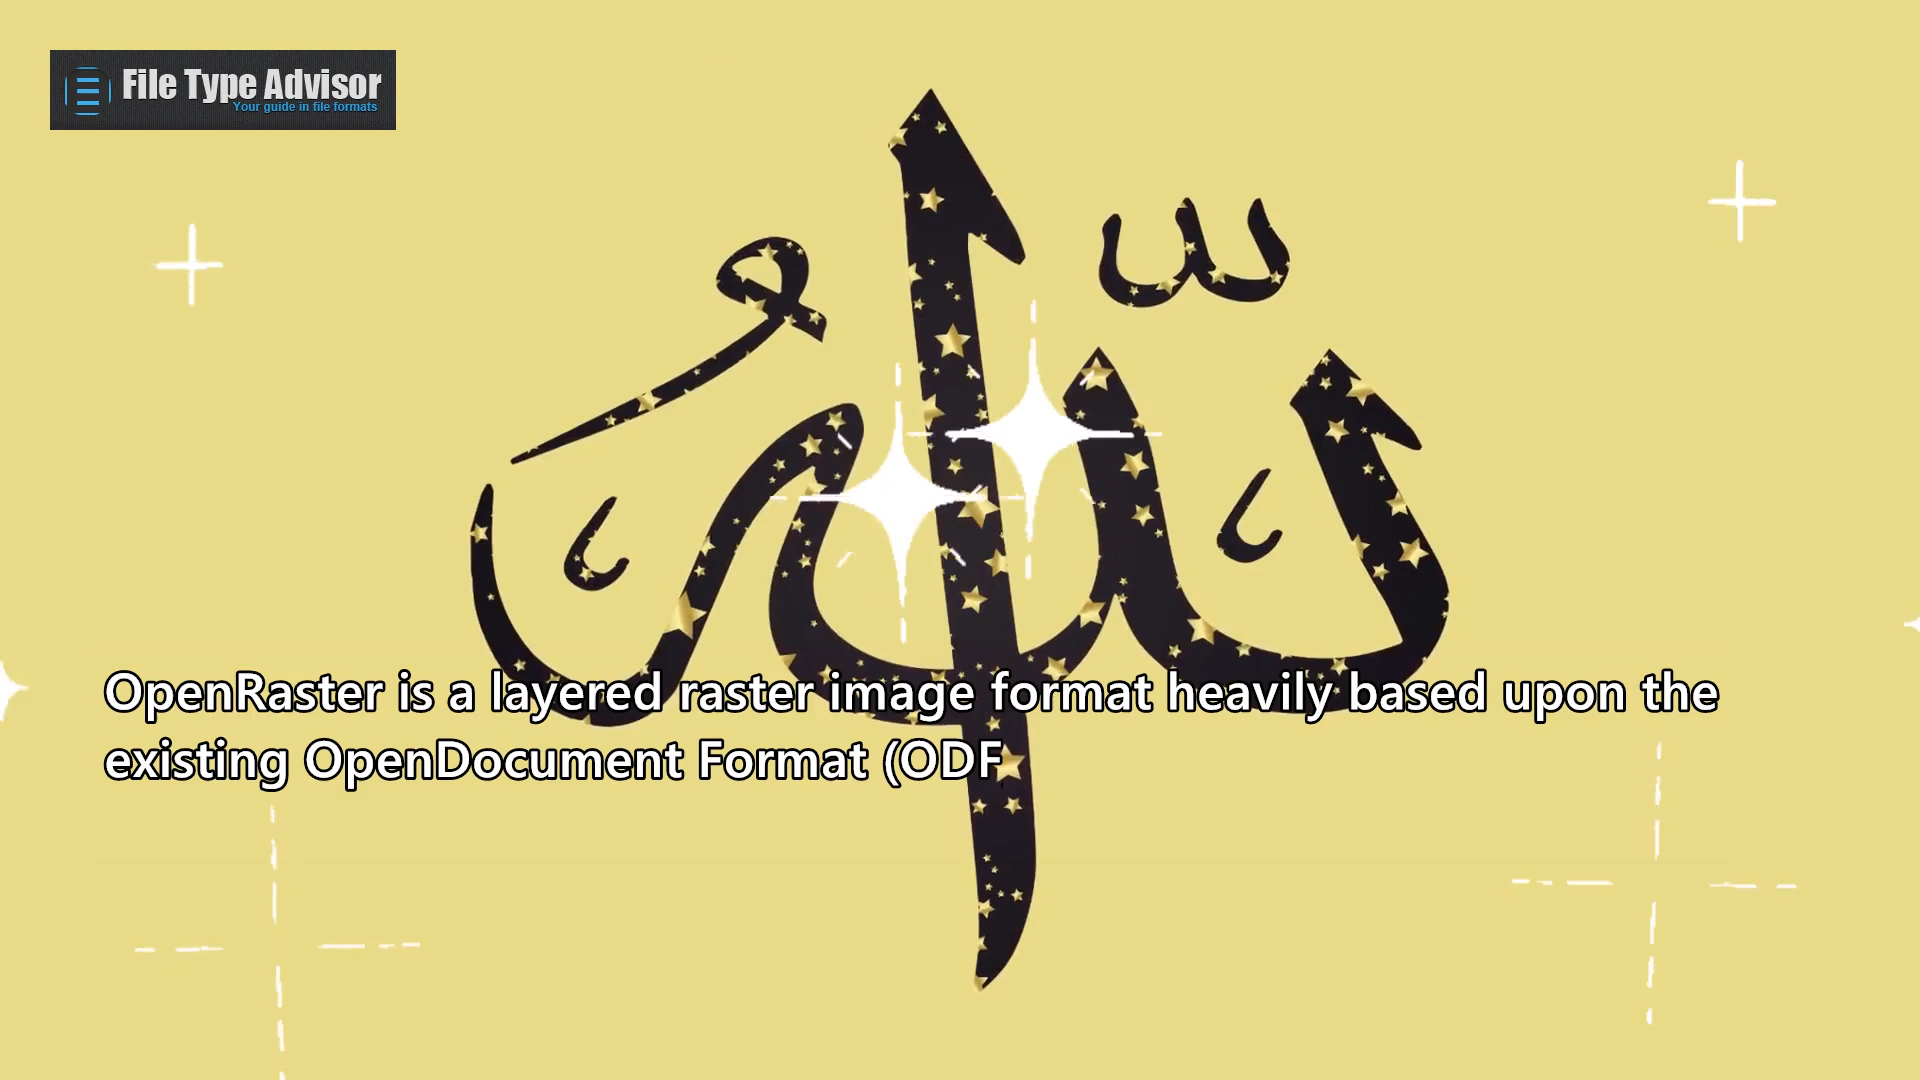 File Type Advisor
Your guide in file formats
OpenRaster is a layered raster image format heavily based upon the
existing OpenDocument Format (ODF